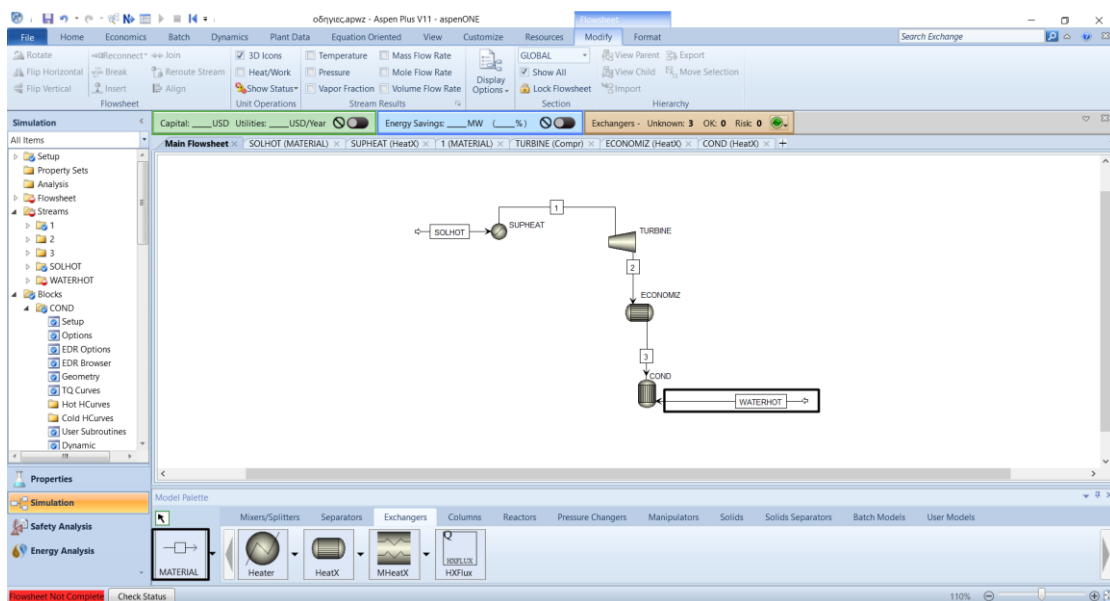 οδηγιες.apwz - Aspen Plus V11 - aspenONE
Flowsheet
File Home Economics Batch Dynamics Plant Data Equation Oriented View Customize Resources Modify Format Search Exchange
Rotate Reconnect Join 3D Icons Temperature Mass Flow Rate GLOBAL View Parent Export
Flip Horizontal Break Reroute Stream Heat/Work Pressure Mole Flow Rate Display Options Show All View Child Move Selection
Flip Vertical Insert Align Show Status Vapor Fraction Volume Flow Rate Lock Flowsheet Import
Flowsheet Unit Operations Stream Results Section Hierarchy
Simulation Capital: ____USD Utilities: ____USD/Year Energy Savings: ____MW (____%) Exchangers - Unknown: 3 OK: 0 Risk: 0
All Items Main Flowsheet SOLHOT (MATERIAL) SUPHEAT (HeatX) 1 (MATERIAL) TURBINE (Compr) ECONOMIZ (HeatX) COND (HeatX) +
Setup
Property Sets
Analysis
Flowsheet
Streams
1
2
3
SOLHOT
WATERHOT
Blocks
COND
Setup
Options
EDR Options
EDR Browser
Geometry
TQ Curves
Hot HCurves
Cold HCurves
User Subroutines
Dynamic
Properties
Simulation
Safety Analysis
Energy Analysis
1
SOLHOT
SUPHEAT
TURBINE
2
ECONOMIZ
3
COND
WATERHOT
Model Palette
Mixers/Splitters Separators Exchangers Columns Reactors Pressure Changers Manipulators Solids Solids Separators Batch Models User Models
Q
HXFLUX
MATERIAL Heater HeatX MHeatX HXFlux
Flowsheet Not Complete Check Status 110%